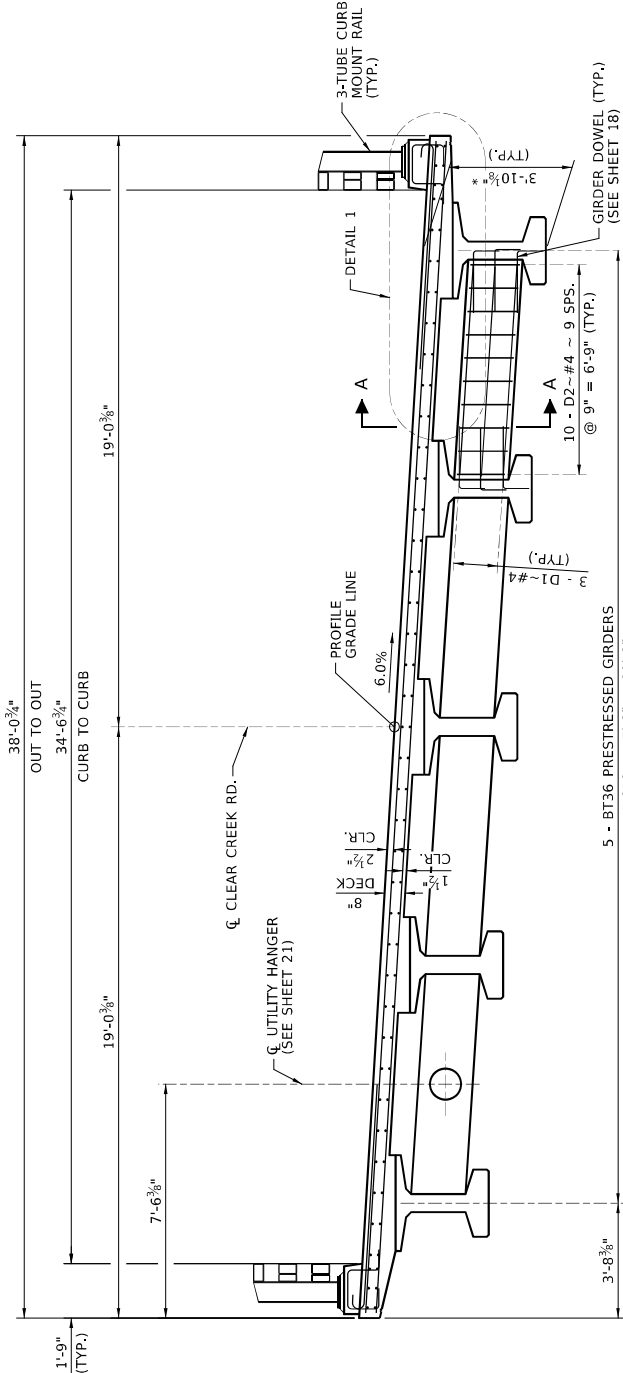 38'-0¾"
OUT TO OUT
34'-6¾"
CURB TO CURB
1'-9"
(TYP.)
19'-0⅜"
19'-0⅜"
7'-6⅜"
℄ UTILITY HANGER
(SEE SHEET 21)
℄ CLEAR CREEK RD.
PROFILE
GRADE LINE
6.0%
3-TUBE CURB
MOUNT RAIL
(TYP.)
DETAIL 1
A
A
8"
DECK
2½"
CLR.
1½"
CLR.
3 - D1~#4
(TYP.)
10 - D2~#4 ~ 9 SPS.
@ 9" = 6'-9" (TYP.)
3'-10⅛" *
(TYP.)
GIRDER DOWEL (TYP.)
(SEE SHEET 18)
3'-8⅜"
5 - BT36 PRESTRESSED GIRDERS